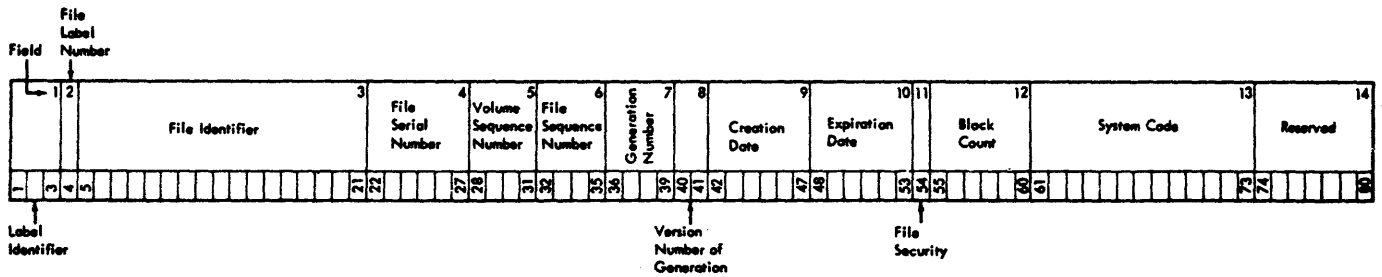 File
Label
Number
Field
1 2 3 4 5 6 7 8 9 10 11 12 13 14
File Identifier
File
Serial
Number
Volume
Sequence
Number
File
Sequence
Number
Generation
Number
Creation
Date
Expiration
Date
Block
Count
System Code
Reserved
1 3 4 5 21 22 27 28 31 32 35 36 39 40 41 42 47 48 53 54 55 60 61 73 74 80
Label
Identifier
Version
Number of
Generation
File
Security